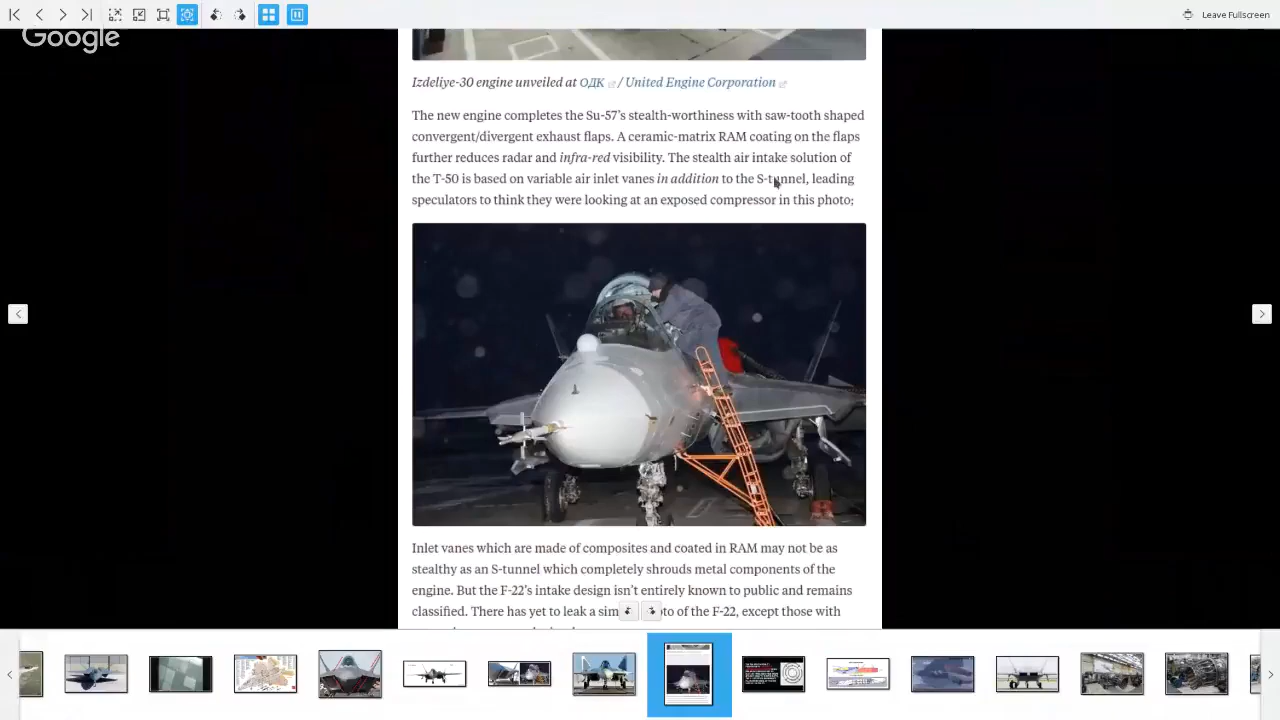 Leave Fullscreen
Google
Izdeliye-30 engine unveiled at ОДК / United Engine Corporation
The new engine completes the Su-57's stealth-worthiness with saw-tooth shaped
convergent/divergent exhaust flaps. A ceramic-matrix RAM coating on the flaps
further reduces radar and infra-red visibility. The stealth air intake solution of
the T-50 is based on variable air inlet vanes in addition to the S-tunnel, leading
speculators to think they were looking at an exposed compressor in this photo;
Inlet vanes which are made of composites and coated in RAM may not be as
stealthy as an S-tunnel which completely shrouds metal components of the
engine. But the F-22's intake design isn't entirely known to public and remains
classified. There has yet to leak a sim to of the F-22, except those with